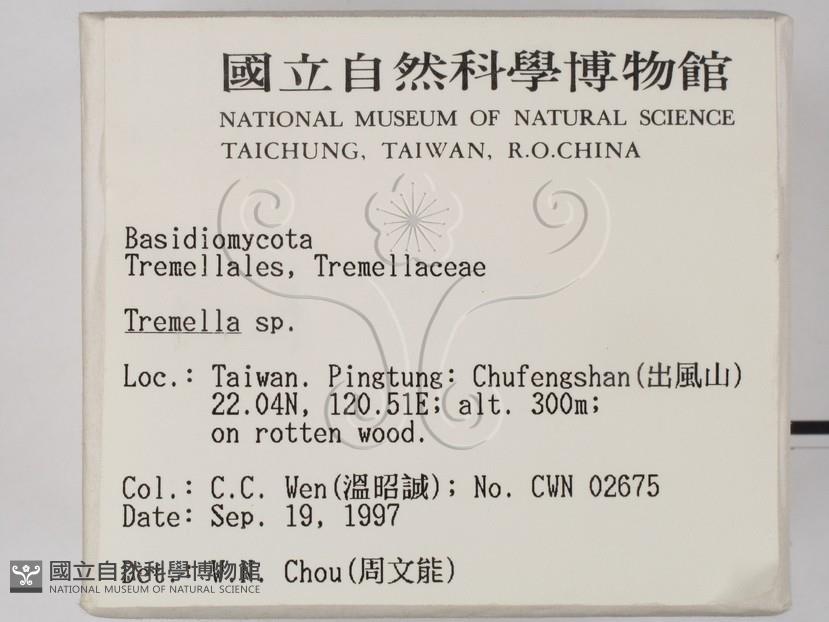 國立自然科學博物館
NATIONAL MUSEUM OF NATURAL SCIENCE
TAICHUNG, TAIWAN, R.O.CHINA
Basidiomycota
Tremellales, Tremellaceae
Tremella sp.
Loc.: Taiwan. Pingtung: Chufengshan(出風山)
22.04N, 120.51E; alt. 300m;
on rotten wood.
Col.: C.C. Wen(溫昭誠); No. CWN 02675
Date: Sep. 19, 1997
Det.: W.N. Chou(周文能)
國立自然科學博物館
NATIONAL MUSEUM OF NATURAL SCIENCE